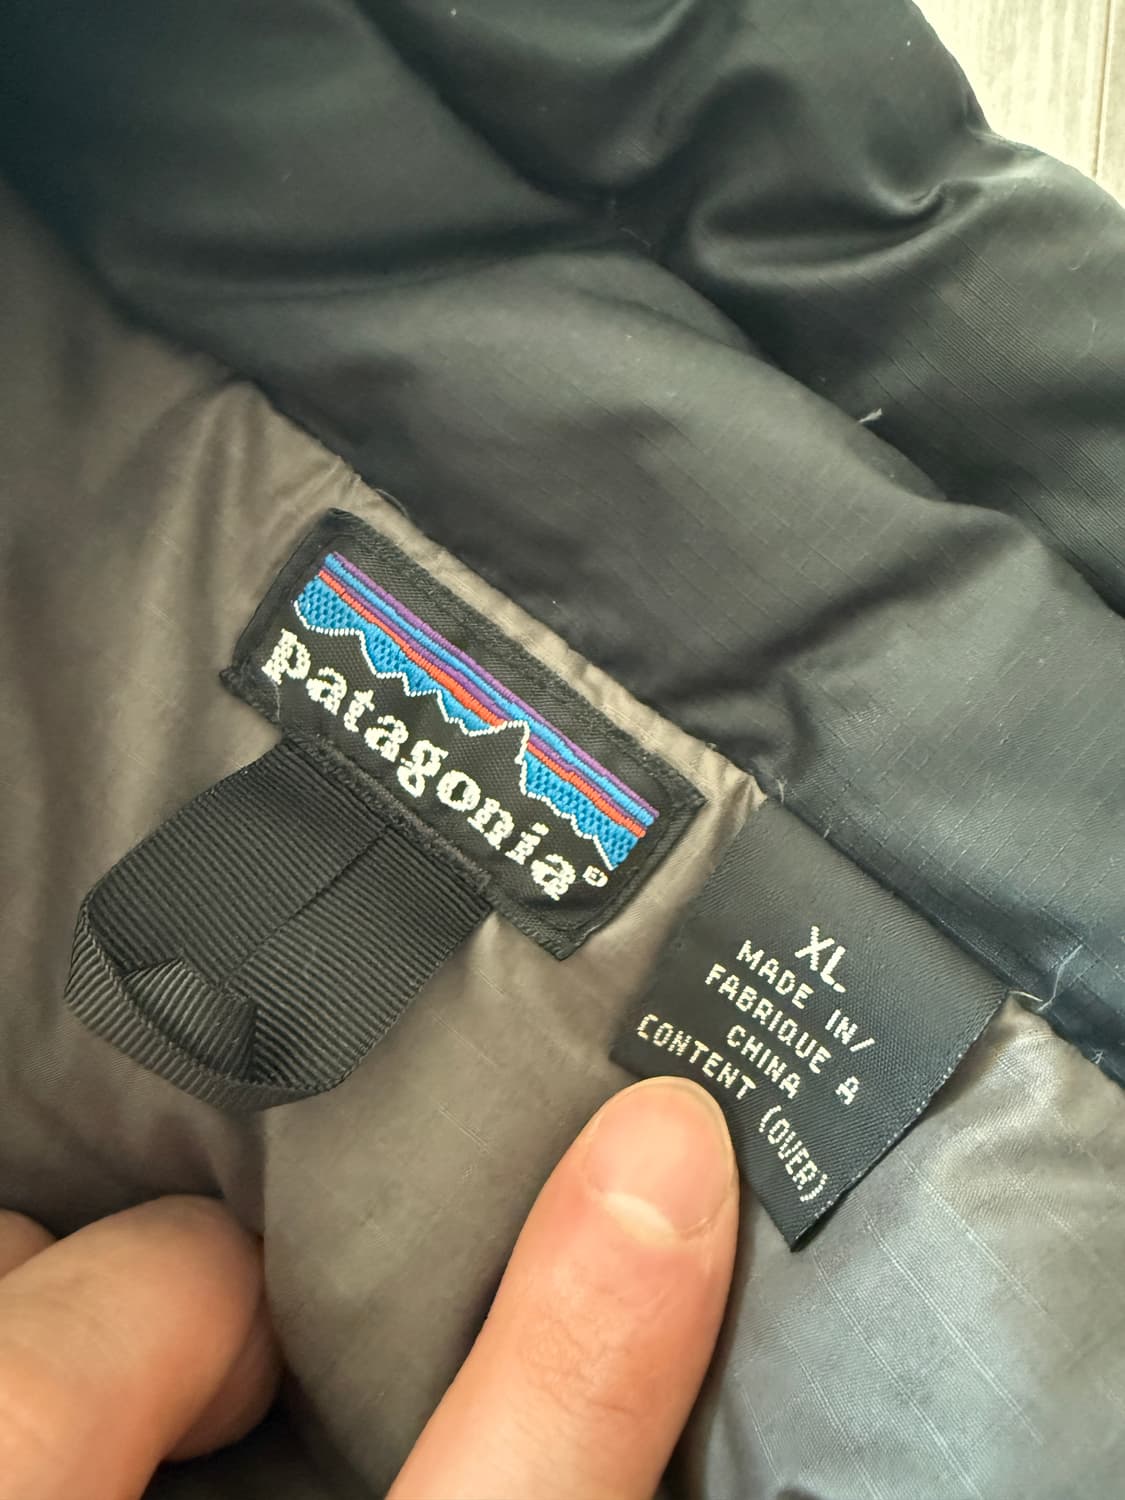 patagonia®
XL
MADE IN/
FABRIQUE A
CHINA
CONTENT (OVER)